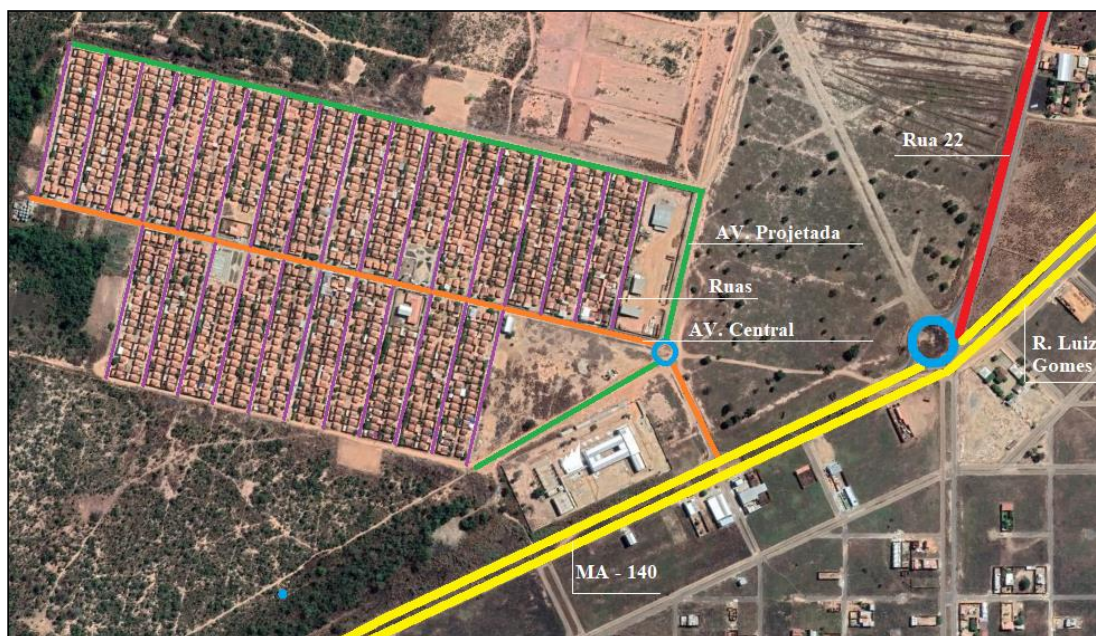 Rua 22
AV. Projetada
Ruas
AV. Central
R. Luiz
Gomes
MA - 140